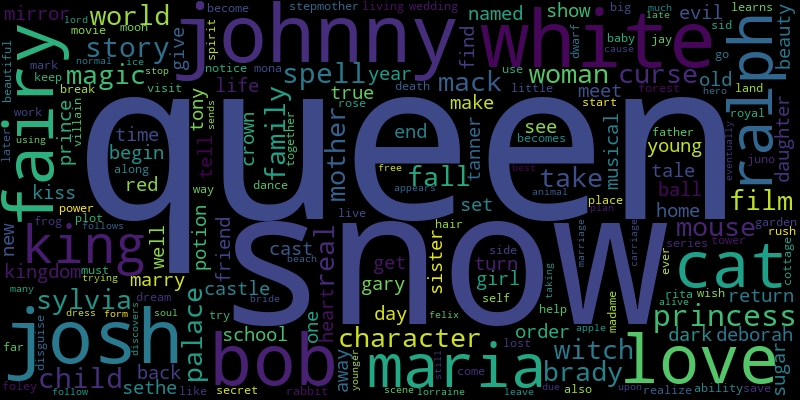 mirror world johnny white named show evil become stepmother living wedding big late learns
lord movie moon spirit notice mona find baby sid jay go beauty
story give spell year woman curse old
beautiful fairy magic normal ice stop use death little dwarf cause
mark keep break visit life true mack meet start forest land hero
later work using prince villain queen tony rose make ralph
time begin crown family together mother end tanner see becomes musical young father royal daughter juno eventually
along red tell sends dance free appears fall best animal take tale ball
kiss way live set place plan home film
new frog power plot follows potion friend snow hair side marriage carriage mouse garden rush
king well cast real beach get sister turn ever series tower cat cottage
kingdom must trying marry castle heart gary girl self taking rita wish alive return
many dream bride day felix help madame princess
sylvia dress form soul try one character order apple dark deborah
far josh disguise discovers palace school bob away maria lost witch love
child back sethe like secret rabbit younger scene still lorraine come leave brady due also upon realize ability save sugar
foley follow